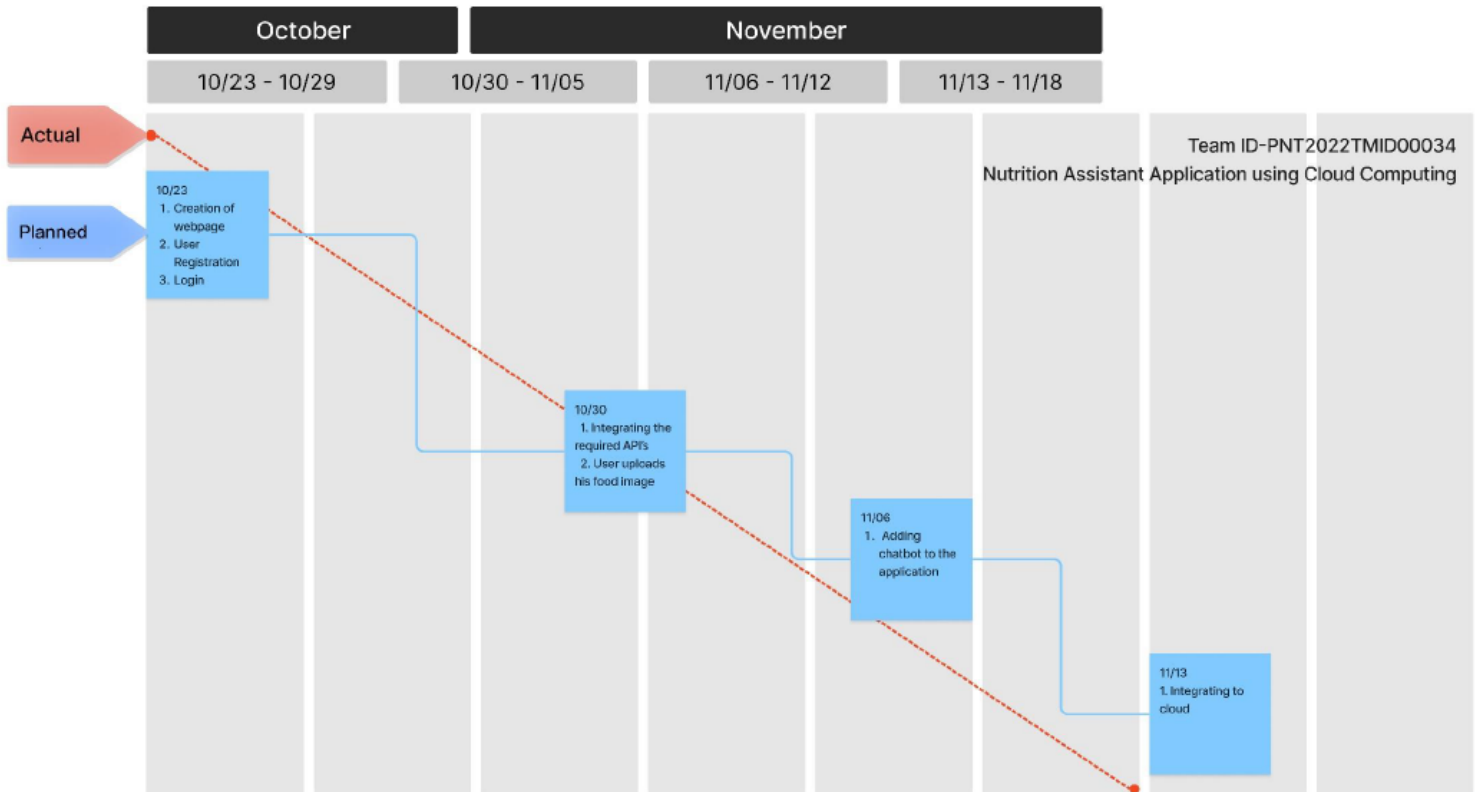 October
November
10/23 - 10/29
10/30 - 11/05
11/06 - 11/12
11/13 - 11/18
Actual
Team ID-PNT2022TMID00034
Nutrition Assistant Application using Cloud Computing
Planned
10/23
1. Creation of
webpage
2. User
Registration
3. Login
10/30
1. Integrating the
required API's
2. User uploads
his food image
11/06
1. Adding
chatbot to the
application
11/13
1. Integrating to
cloud